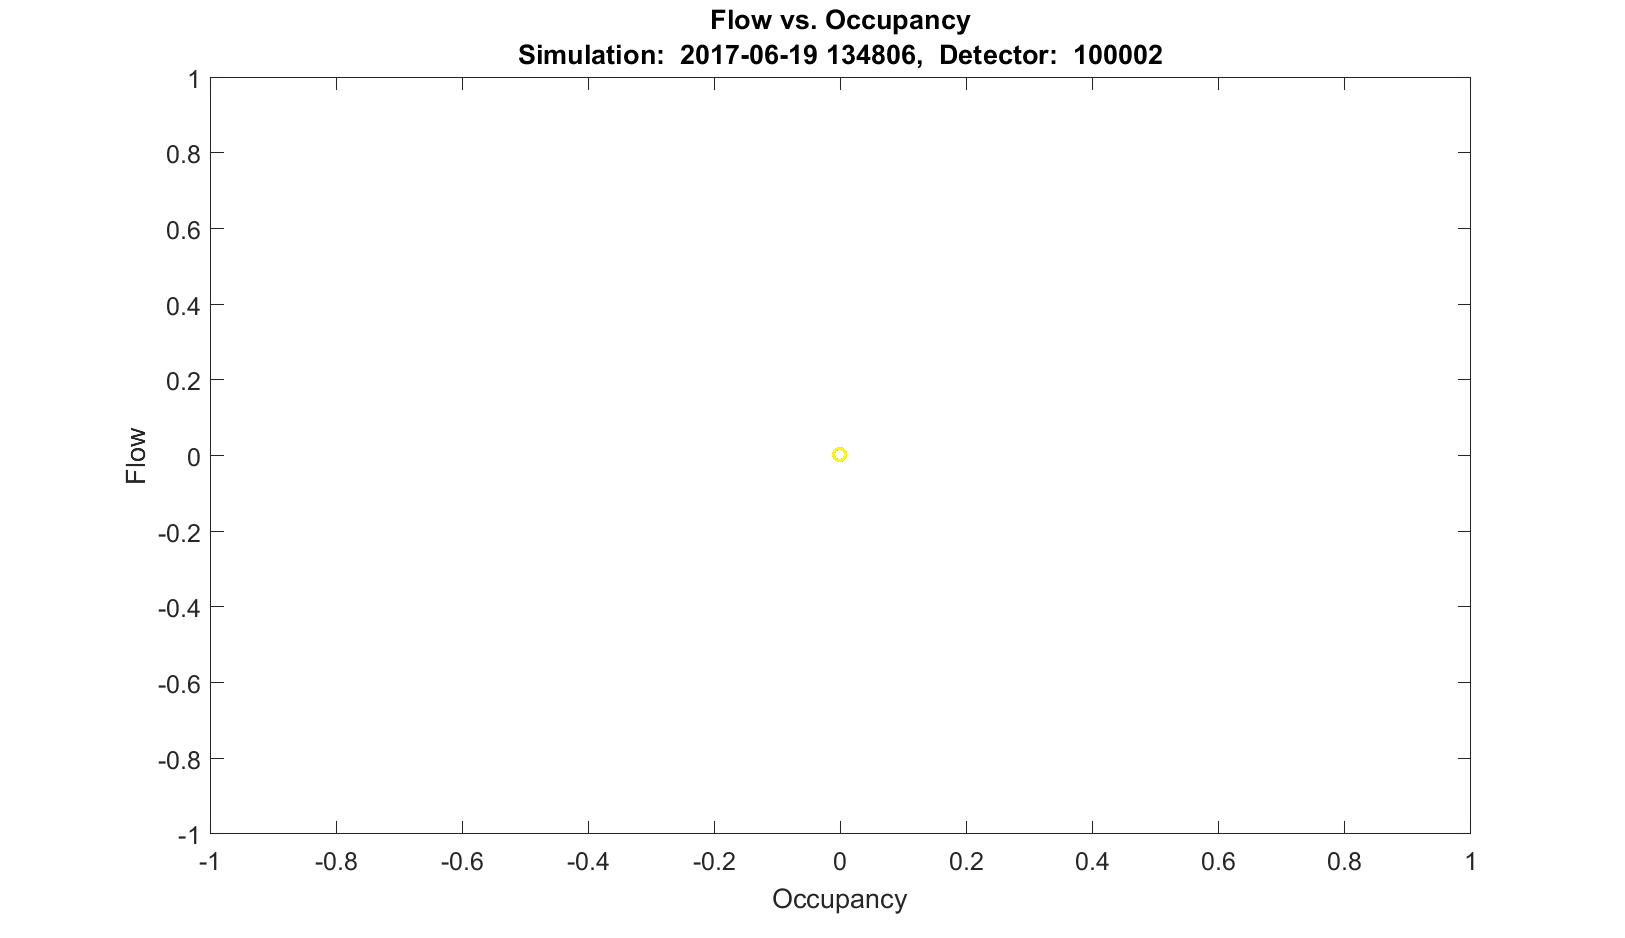 Flow vs. Occupancy
Simulation:  2017-06-19 134806,  Detector:  100002
1
0.8
0.6
0.4
0.2
0
-0.2
-0.4
-0.6
-0.8
-1
Flow
-1 -0.8 -0.6 -0.4 -0.2 0 0.2 0.4 0.6 0.8 1
Occupancy